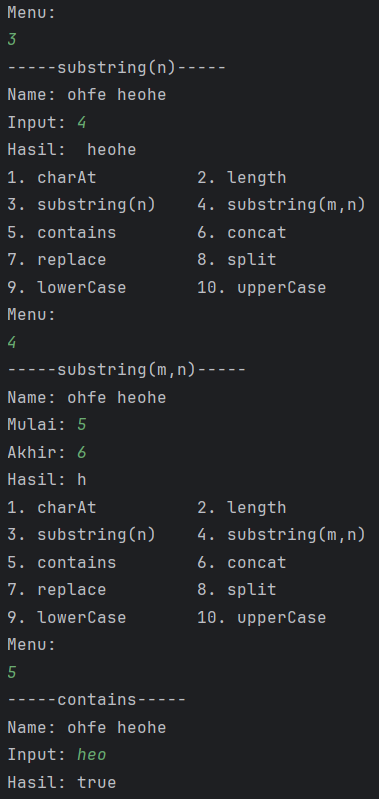 Menu:
3
-----substring(n)-----
Name: ohfe heohe
Input: 4
Hasil:  heohe
1. charAt          2. length
3. substring(n)    4. substring(m,n)
5. contains        6. concat
7. replace         8. split
9. lowerCase       10. upperCase
Menu:
4
-----substring(m,n)-----
Name: ohfe heohe
Mulai: 5
Akhir: 6
Hasil: h
1. charAt          2. length
3. substring(n)    4. substring(m,n)
5. contains        6. concat
7. replace         8. split
9. lowerCase       10. upperCase
Menu:
5
-----contains-----
Name: ohfe heohe
Input: heo
Hasil: true